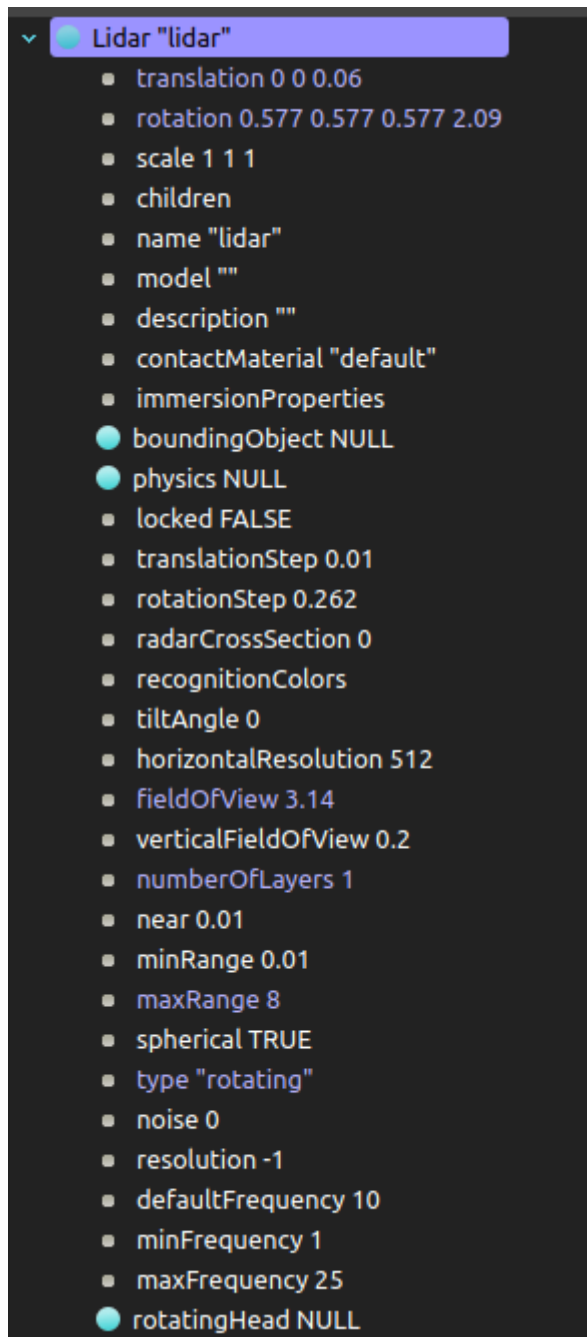 Lidar "lidar"
translation 0 0 0.06
rotation 0.577 0.577 0.577 2.09
scale 1 1 1
children
name "lidar"
model ""
description ""
contactMaterial "default"
immersionProperties
boundingObject NULL
physics NULL
locked FALSE
translationStep 0.01
rotationStep 0.262
radarCrossSection 0
recognitionColors
tiltAngle 0
horizontalResolution 512
fieldOfView 3.14
verticalFieldOfView 0.2
numberOfLayers 1
near 0.01
minRange 0.01
maxRange 8
spherical TRUE
type "rotating"
noise 0
resolution -1
defaultFrequency 10
minFrequency 1
maxFrequency 25
rotatingHead NULL